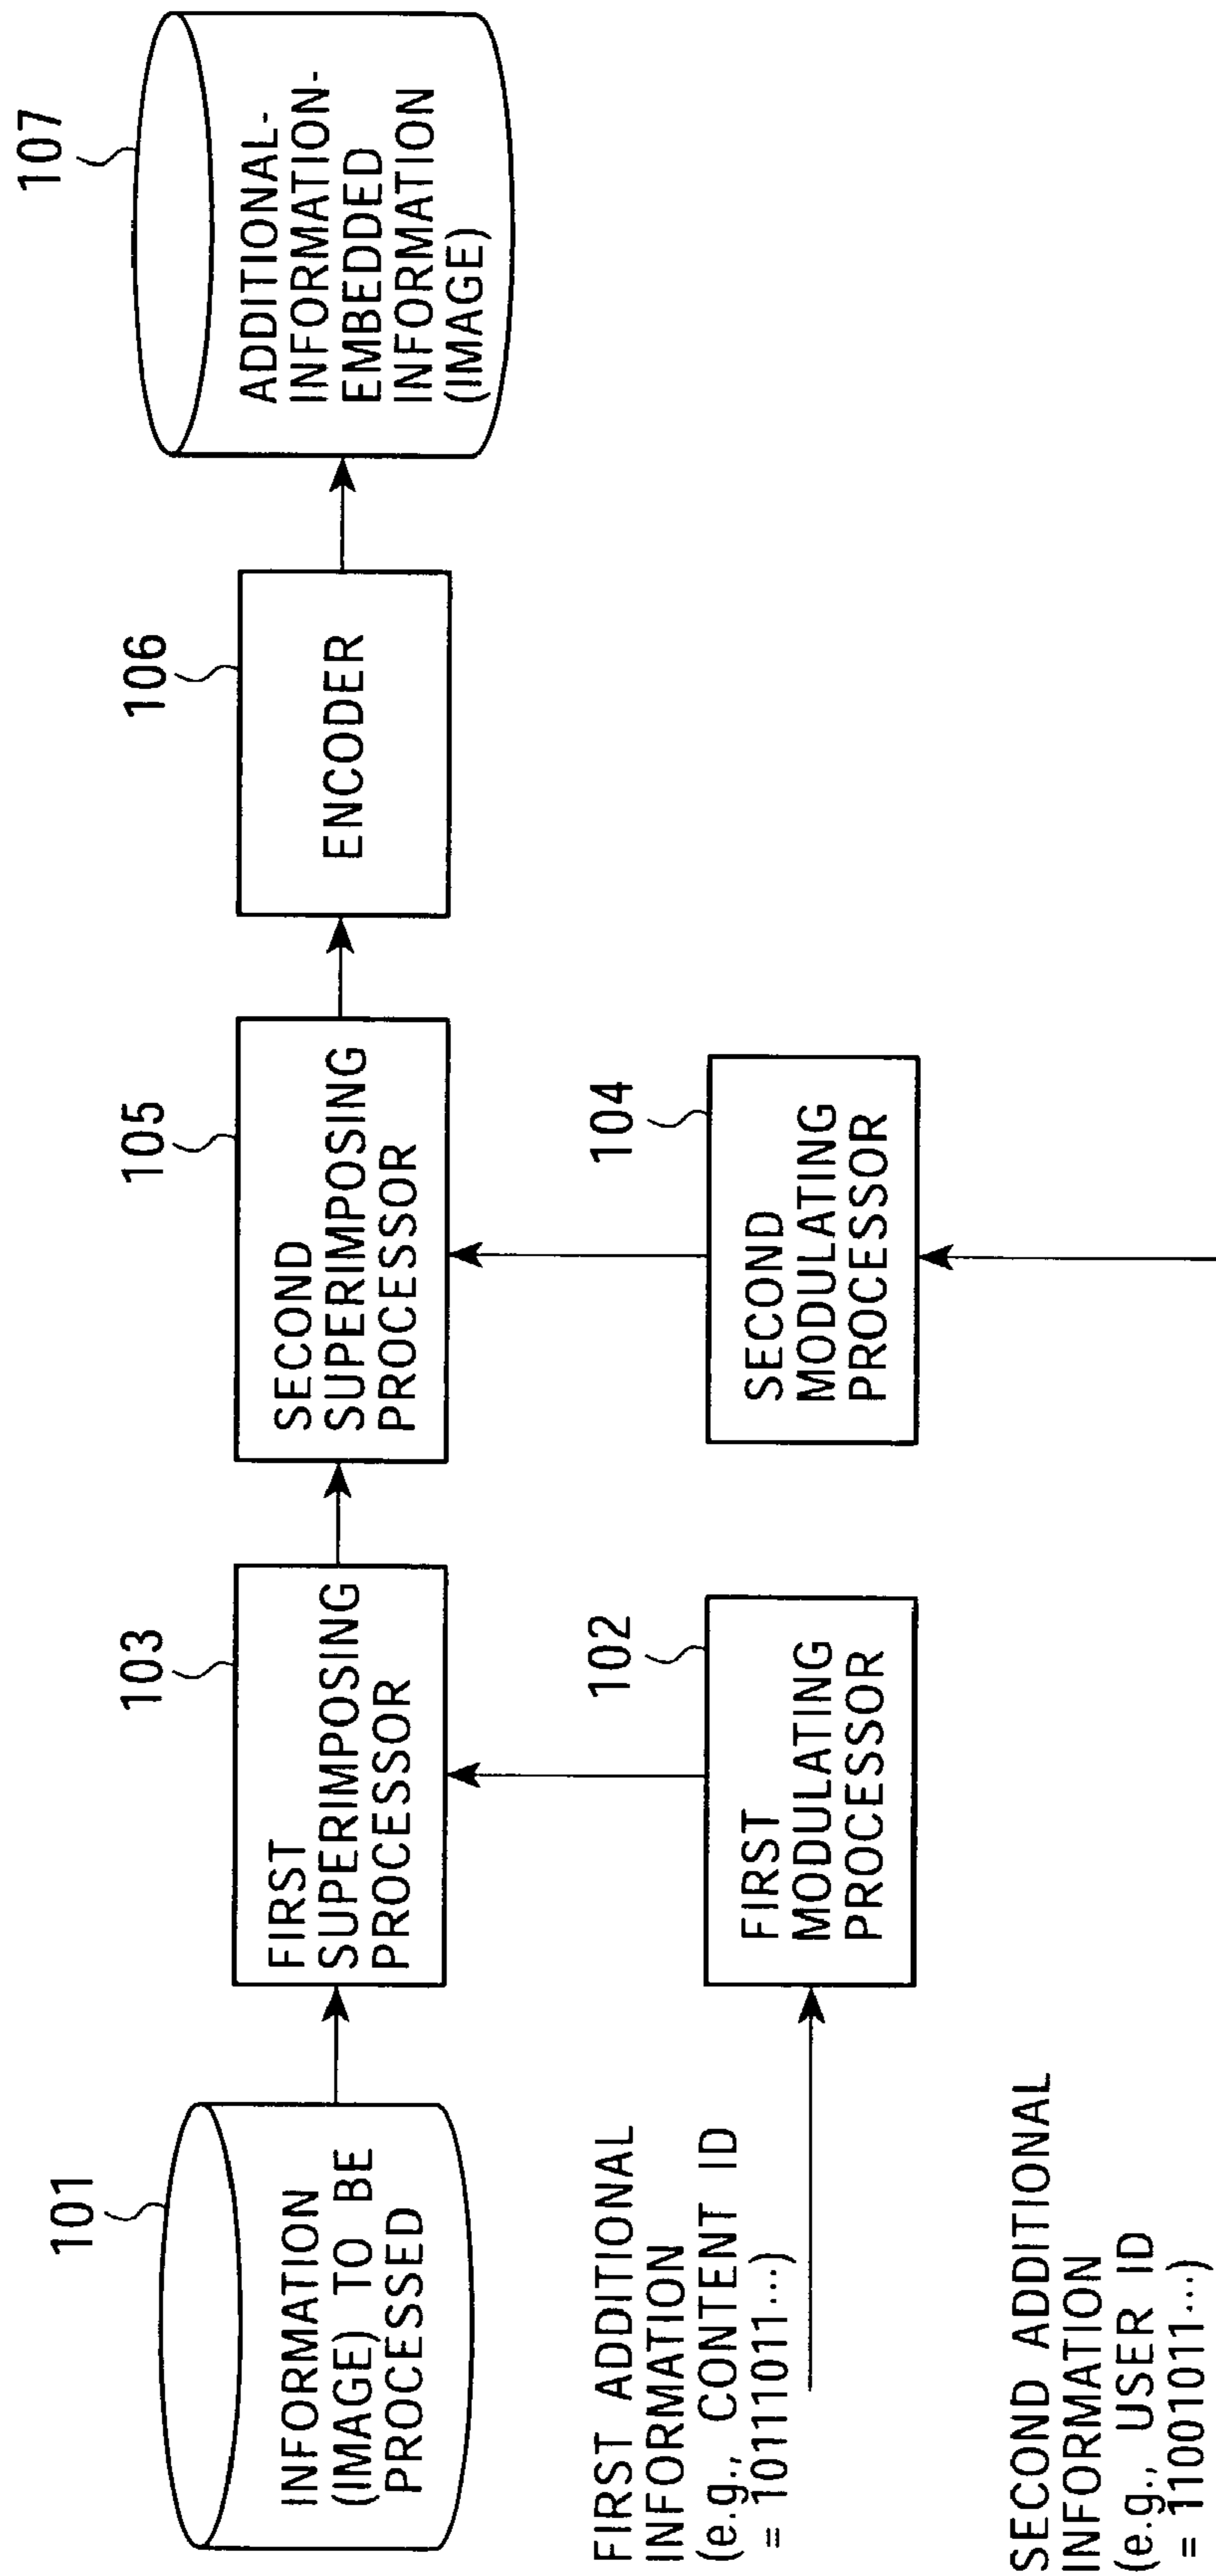 101
INFORMATION
(IMAGE) TO BE
PROCESSED
103
FIRST
SUPERIMPOSING
PROCESSOR
105
SECOND
SUPERIMPOSING
PROCESSOR
106
ENCODER
107
ADDITIONAL-
INFORMATION-
EMBEDDED
INFORMATION
(IMAGE)
FIRST ADDITIONAL
INFORMATION
(e.g., CONTENT ID
= 10111011···)
102
FIRST
MODULATING
PROCESSOR
104
SECOND
MODULATING
PROCESSOR
SECOND ADDITIONAL
INFORMATION
(e.g., USER ID
= 11001011···)